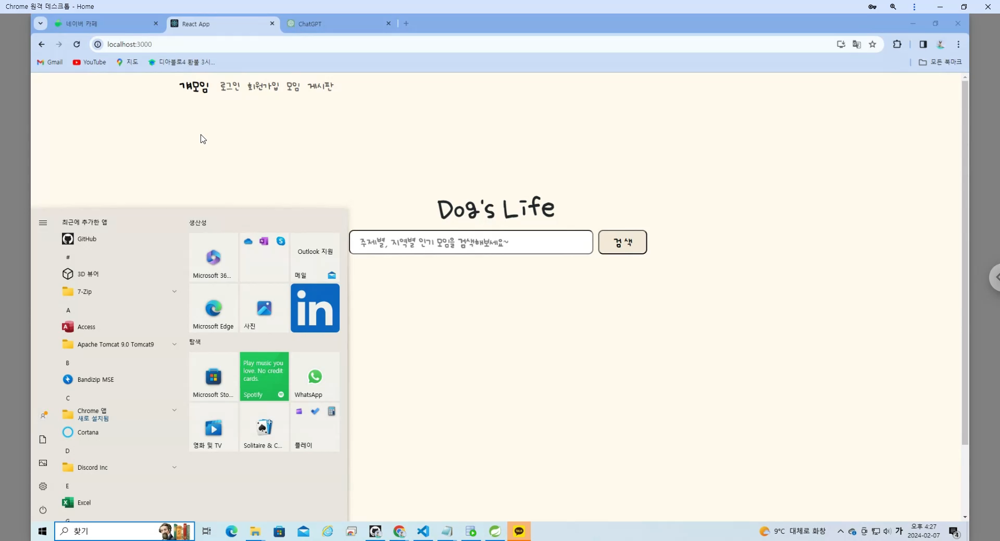 Chrome 원격 데스크톱 - Home
네이버 카페
React App
ChatGPT
localhost:3000
Gmail
YouTube
지도
디아블로4 환불 3시...
모든 북마크
개모임 로그인 회원가입 모임 게시판
Dog's Life
주제별, 지역별 인기 모임을 검색해보세요~
검색
최근에 추가한 앱
GitHub
#
3D 뷰어
7-Zip
A
Access
Apache Tomcat 9.0 Tomcat9
B
Bandizip MSE
C
Chrome 앱
새로 설치됨
Cortana
D
Discord Inc
E
Excel
G
생산성
Microsoft 36...
Outlook 지원
메일
Microsoft Edge
사진
in
탐색
Microsoft Sto...
Play music you
love. No credit
cards.
Spotify
WhatsApp
영화 및 TV
Solitaire & C...
플레이
찾기
TALK
9°C 대체로 화창
가
오후 4:27
2024-02-07
4